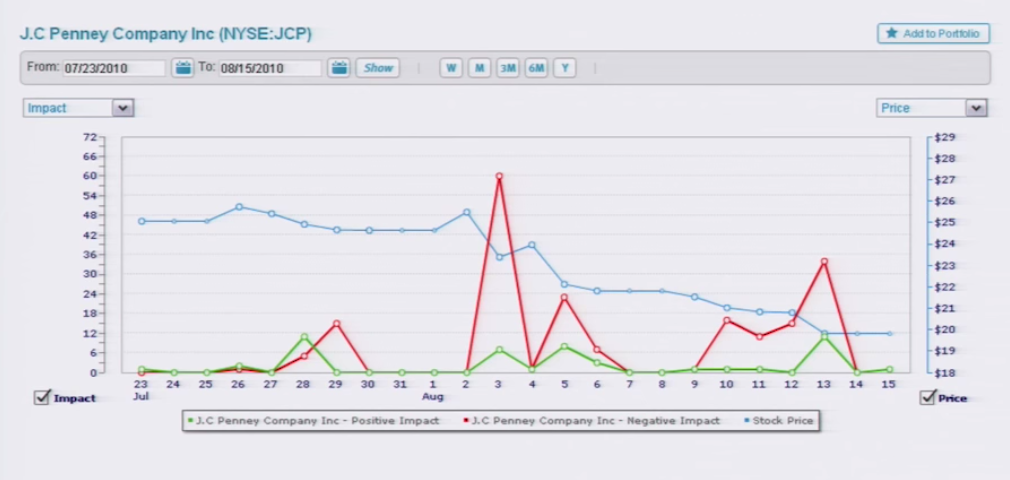 J.C Penney Company Inc (NYSE:JCP)
Add to Portfolio
From: 07/23/2010 To: 08/15/2010 Show W M 3M 6M Y
Impact
Price
72
66
60
54
48
42
36
30
24
18
12
6
0
$29
$28
$27
$26
$25
$24
$23
$22
$21
$20
$19
$18
23 24 25 26 27 28 29 30 31 1 2 3 4 5 6 7 8 9 10 11 12 13 14 15
Jul Aug
Impact
Price
J.C Penney Company Inc - Positive Impact J.C Penney Company Inc - Negative Impact Stock Price